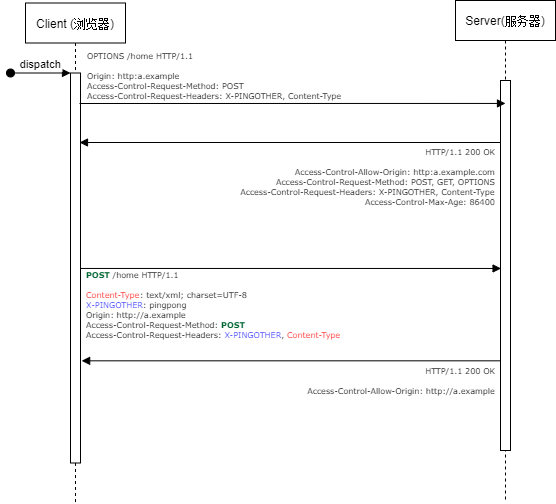 Client (浏览器)
Server(服务器)
dispatch
OPTIONS /home HTTP/1.1
Origin: http:a.example
Access-Control-Request-Method: POST
Access-Control-Request-Headers: X-PINGOTHER, Content-Type
HTTP/1.1 200 OK
Access-Control-Allow-Origin: http:a.example.com
Access-Control-Request-Method: POST, GET, OPTIONS
Access-Control-Request-Headers: X-PINGOTHER, Content-Type
Access-Control-Max-Age: 86400
POST /home HTTP/1.1
Content-Type: text/xml; charset=UTF-8
X-PINGOTHER: pingpong
Origin: http://a.example
Access-Control-Request-Method: POST
Access-Control-Request-Headers: X-PINGOTHER, Content-Type
HTTP/1.1 200 OK
Access-Control-Allow-Origin: http://a.example